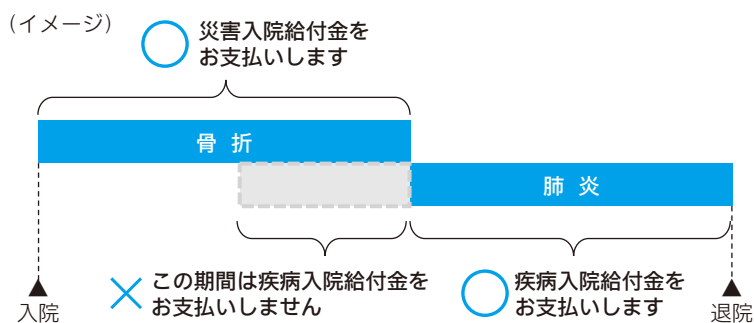 （イメージ）
災害入院給付金を
お支払いします
骨折
肺炎
この期間は疾病入院給付金を
お支払いしません
疾病入院給付金を
お支払いします
入院
退院